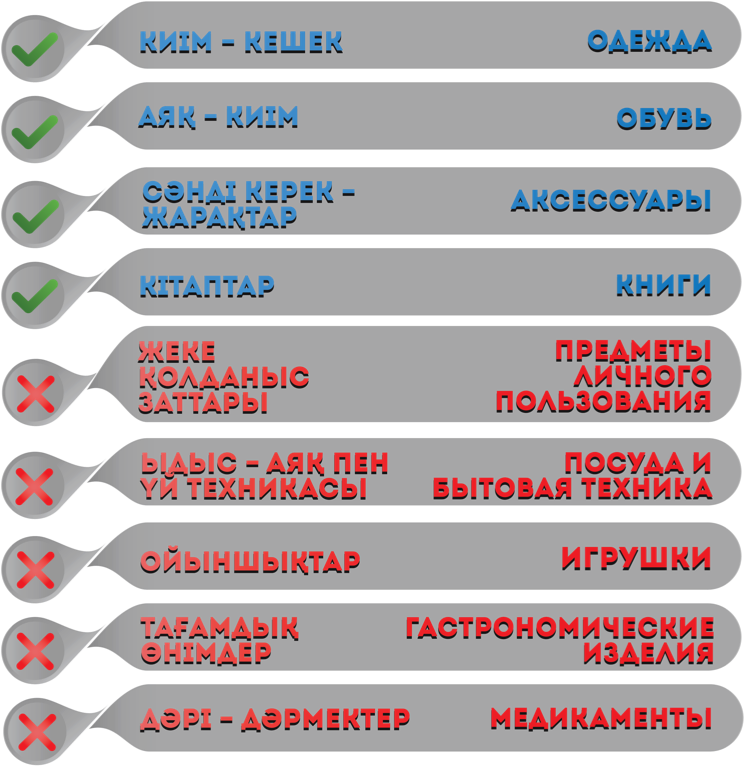 КИІМ – КЕШЕК
ОДЕЖДА
АЯҚ – КИІМ
ОБУВЬ
СӘНДІ КЕРЕК –
ЖАРАҚТАР
АКСЕССУАРЫ
КІТАПТАР
КНИГИ
ЖЕКЕ
ҚОЛДАНЫС
ЗАТТАРЫ
ПРЕДМЕТЫ
ЛИЧНОГО
ПОЛЬЗОВАНИЯ
ЫДЫС – АЯҚ ПЕН
ҮЙ ТЕХНИКАСЫ
ПОСУДА И
БЫТОВАЯ ТЕХНИКА
ОЙЫНШЫҚТАР
ИГРУШКИ
ТАҒАМДЫҚ
ӨНІМДЕР
ГАСТРОНОМИЧЕСКИЕ
ИЗДЕЛИЯ
ДӘРІ – ДӘРМЕКТЕР
МЕДИКАМЕНТЫ